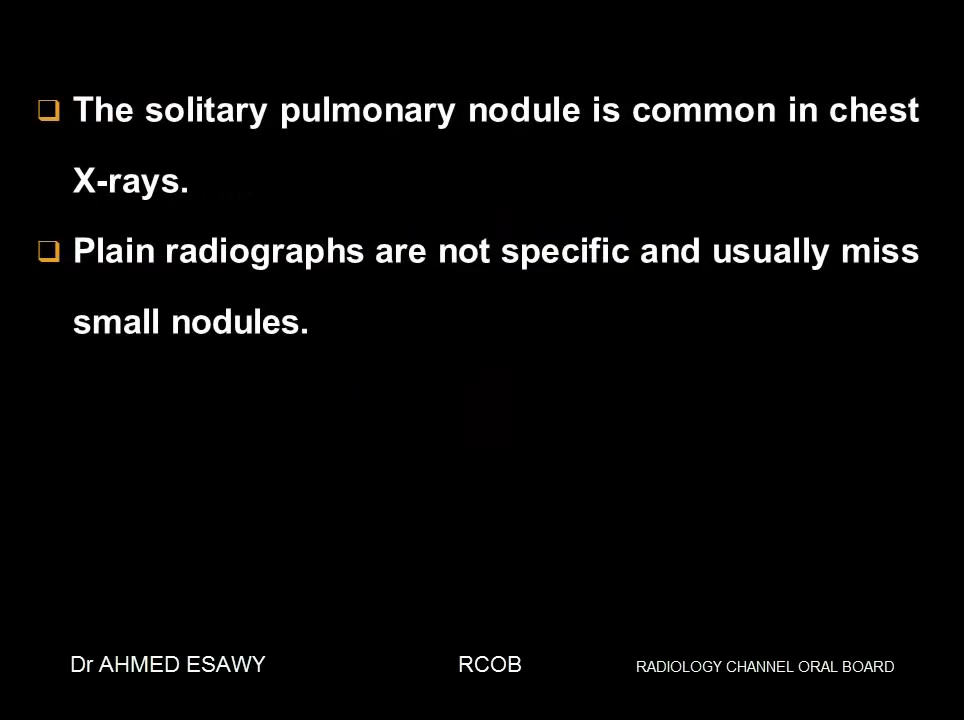 The solitary pulmonary nodule is common in chest
X-rays.
Plain radiographs are not specific and usually miss
small nodules.
Dr AHMED ESAWY RCOB RADIOLOGY CHANNEL ORAL BOARD